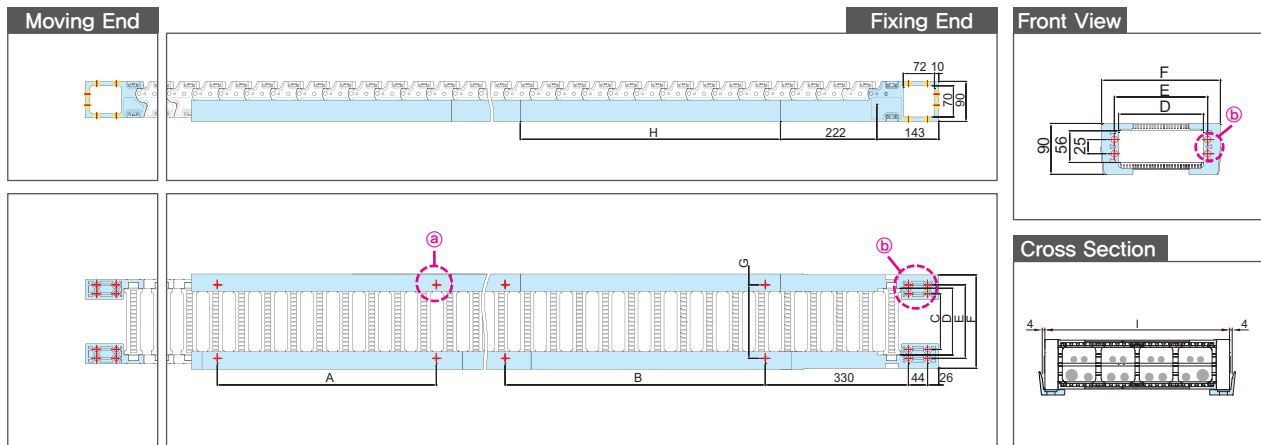 Moving End
Fixing End
Front View
72 10
70
90
H
222
143
F
E
D
ⓑ
90
56
25
ⓐ
ⓑ
G
C
D
E
F
A
B
330
44
26
Cross Section
4
I
4